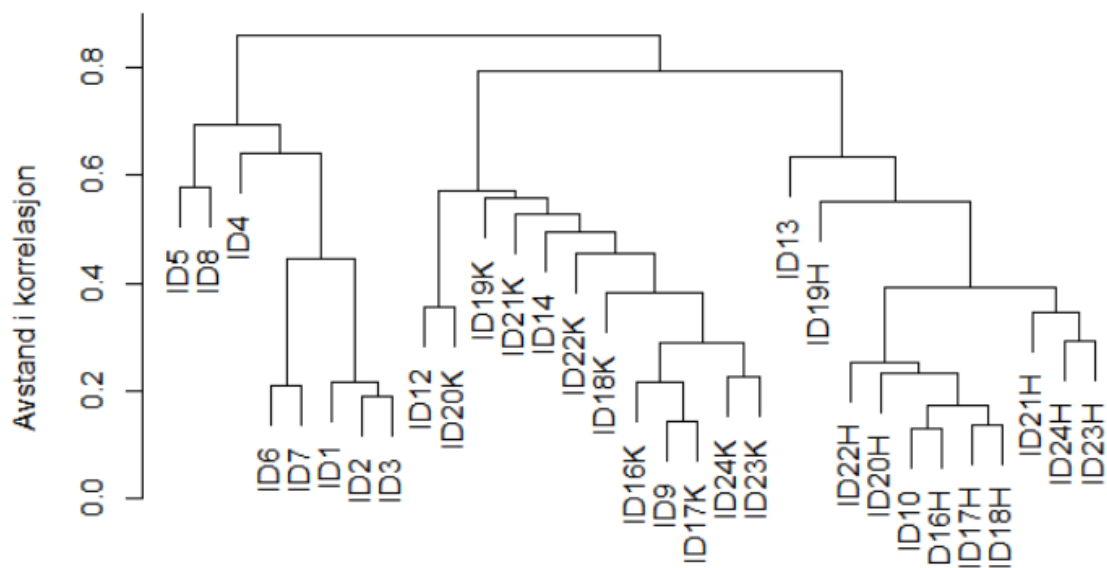 Avstand i korrelasjon
0.8
0.6
0.4
0.2
0.0
ID5
ID8
ID4
ID6
ID7
ID1
ID2
ID3
ID12
ID20K
ID19K
ID21K
ID14
ID22K
ID18K
ID16K
ID9
ID17K
ID24K
ID23K
ID13
ID19H
ID22H
ID20H
ID10
D16H
ID17H
ID18H
ID21H
ID24H
ID23H